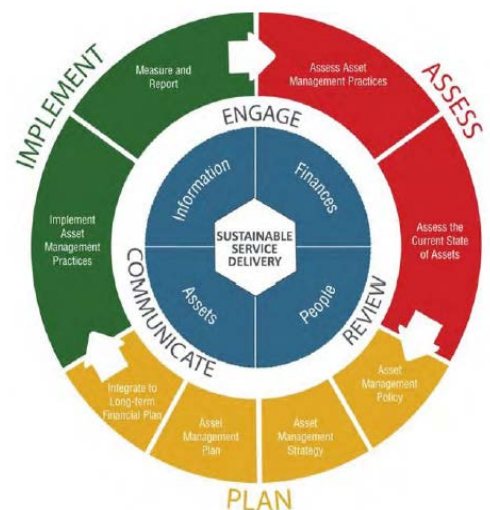 IMPLEMENT
ASSESS
PLAN
Measure and
Report
Assess Asset
Management Practices
Assess the
Current State
of Assets
Asset
Management
Policy
Asset
Management
Strategy
Asset
Management
Plan
Integrate to
Long-term
Financial Plan
Implement
Asset
Management
Practices
ENGAGE
REVIEW
COMMUNICATE
Information
Finances
People
Assets
SUSTAINABLE
SERVICE
DELIVERY